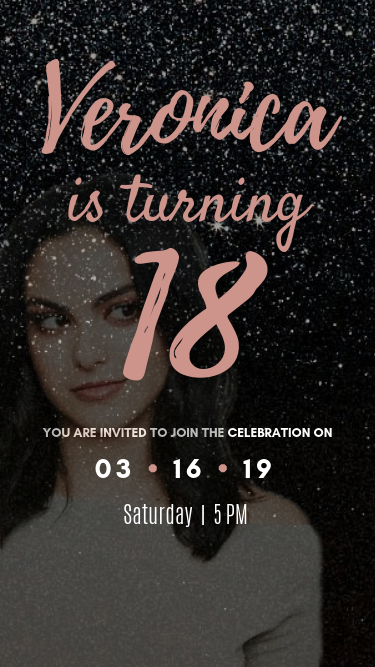 Veronica
is turning
18
YOU ARE INVITED TO JOIN THE CELEBRATION ON
03 • 16 • 19
Saturday | 5 PM